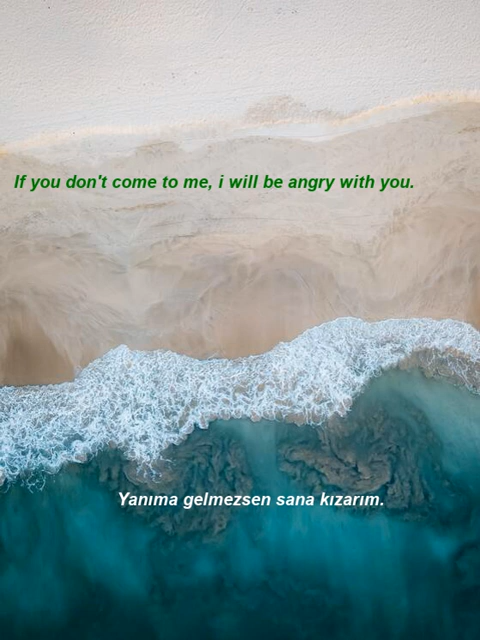 If you don't come to me, i will be angry with you.
Yanıma gelmezsen sana kızarım.